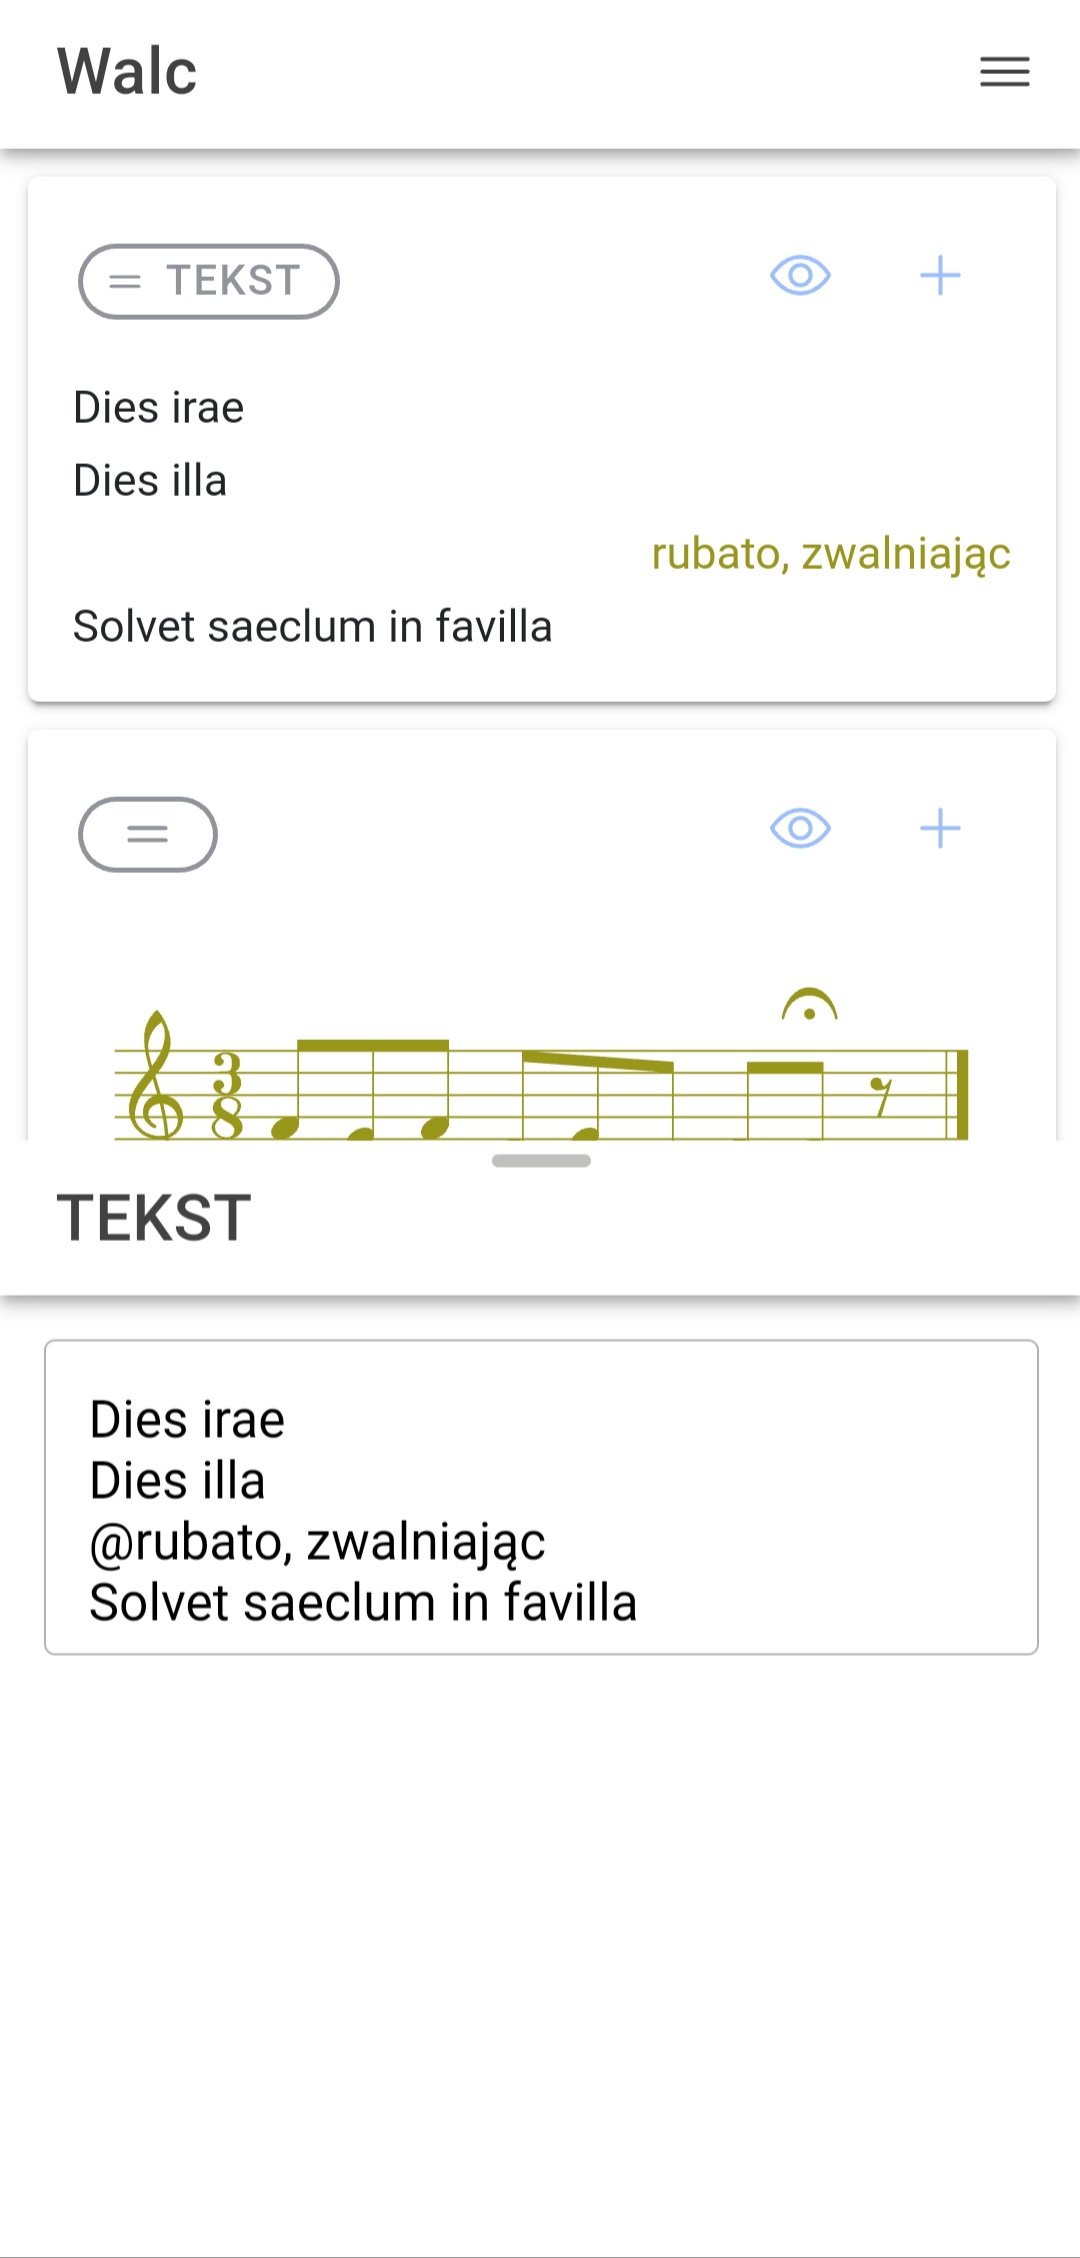 Walc
TEKST
Dies irae
Dies illa
rubato, zwalniając
Solvet saeclum in favilla
3
8
TEKST
Dies irae
Dies illa
@rubato, zwalniając
Solvet saeclum in favilla